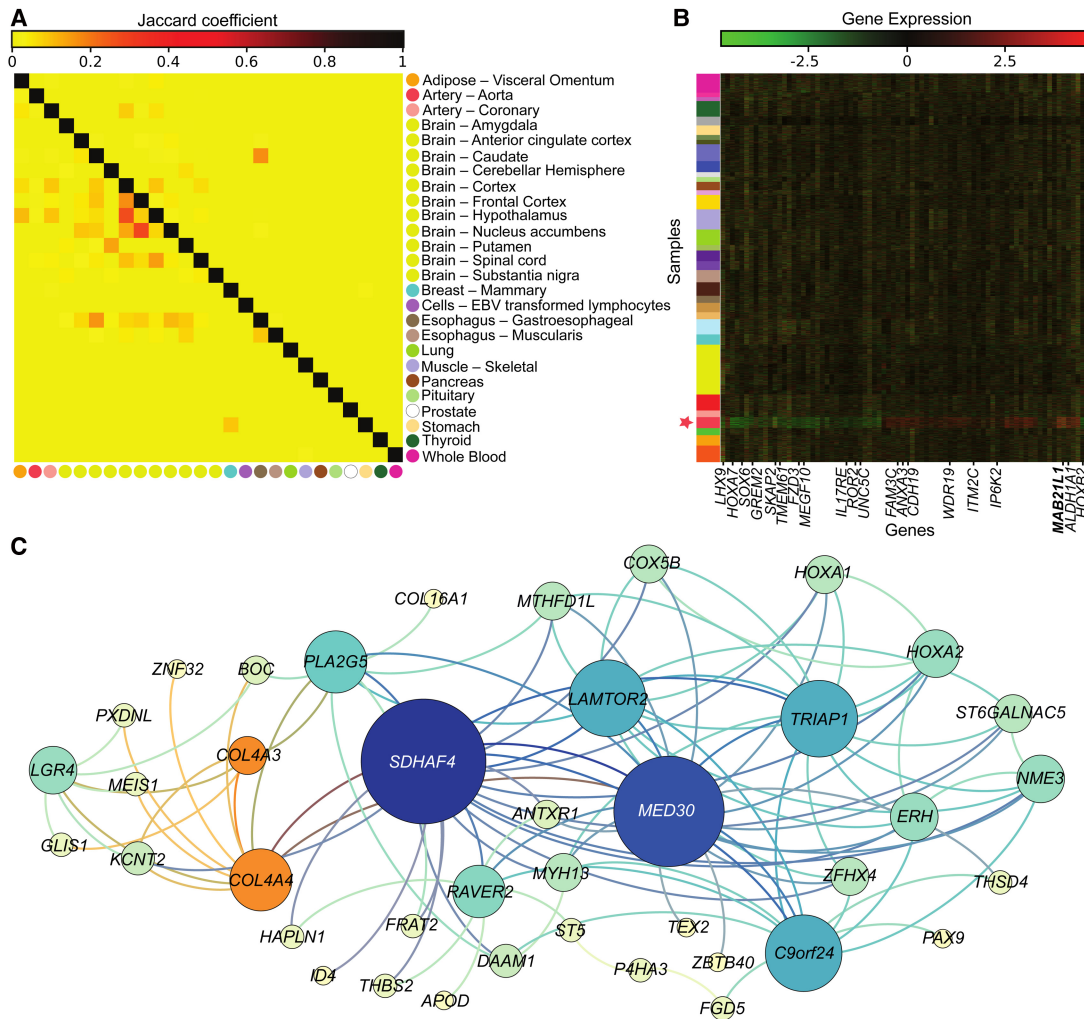 A
Jaccard coefficient
0 0.2 0.4 0.6 0.8 1
Adipose – Visceral Omentum
Artery – Aorta
Artery – Coronary
Brain – Amygdala
Brain – Anterior cingulate cortex
Brain – Caudate
Brain – Cerebellar Hemisphere
Brain – Cortex
Brain – Frontal Cortex
Brain – Hypothalamus
Brain – Nucleus accumbens
Brain – Putamen
Brain – Spinal cord
Brain – Substantia nigra
Breast – Mammary
Cells – EBV transformed lymphocytes
Esophagus – Gastroesophageal
Esophagus – Muscularis
Lung
Muscle – Skeletal
Pancreas
Pituitary
Prostate
Stomach
Thyroid
Whole Blood
B
Gene Expression
-2.5 0 2.5
Samples
LHX9
HOXA7
SOX6
GREM2
SKAP2
TMEM61
FZD3
MEGF10
IL17RE
RQRZ
UNC5C
FAM3C
ANXA3
CDH19
WDR19
ITM2C
IP6K2
MAB21L1
ALDH1A1
HOXB2
Genes
C
COX5B
HOXA1
COL16A1
MTHFD1L
HOXA2
ZNF32
BOC
PLA2G5
LAMTOR2
PXDNL
TRIAP1
ST6GALNAC5
COL4A3
SDHAF4
LGR4
MEIS1
NME3
ANTXR1
MED30
ERH
GLIS1
KCNT2
COL4A4
RAVER2
MYH13
ZFHX4
THSD4
HAPLN1
FRAT2
ST5
TEX2
PAX9
ID4
THBS2
DAAM1
P4HA3
ZBTB40
C9orf24
APOD
FGD5